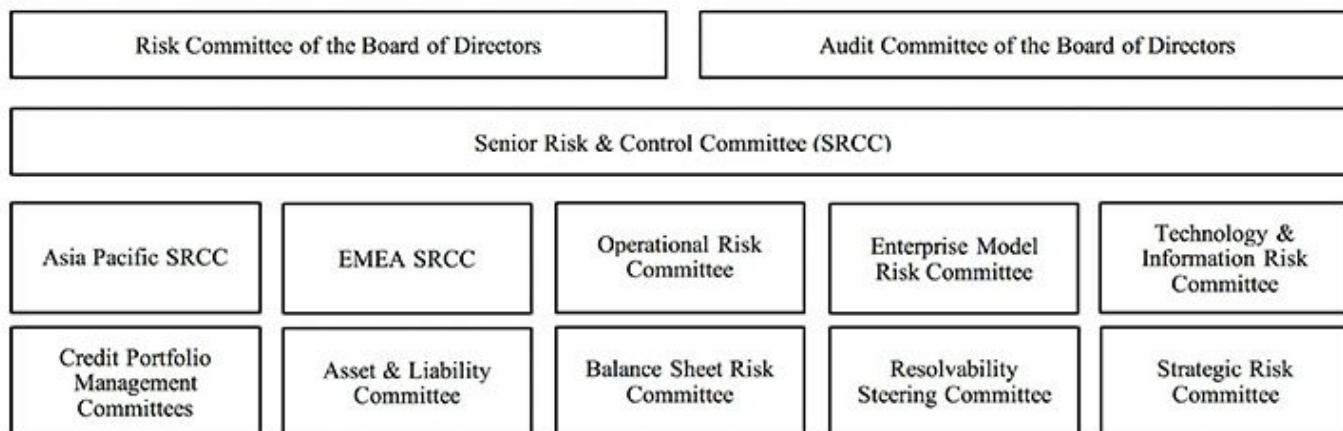 Risk Committee of the Board of Directors
Audit Committee of the Board of Directors
Senior Risk & Control Committee (SRCC)
Asia Pacific SRCC
EMEA SRCC
Operational Risk
Committee
Enterprise Model
Risk Committee
Technology &
Information Risk
Committee
Credit Portfolio
Management
Committees
Asset & Liability
Committee
Balance Sheet Risk
Committee
Resolvability
Steering Committee
Strategic Risk
Committee